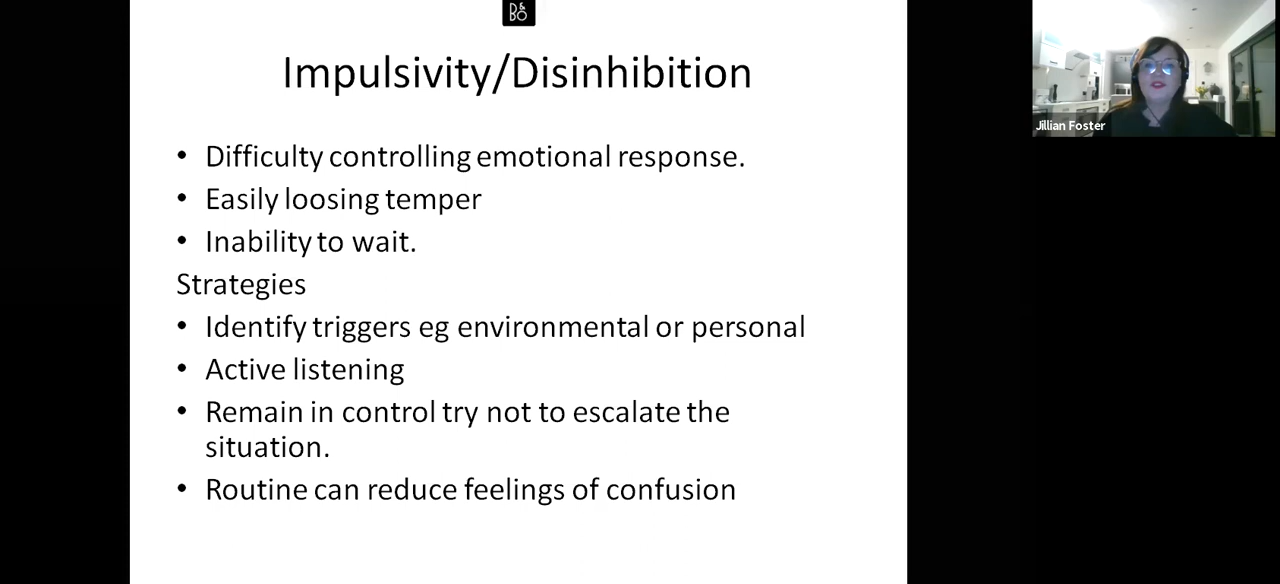 D&BO
Impulsivity/Disinhibition
• Difficulty controlling emotional response.
• Easily loosing temper
• Inability to wait.
Strategies
• Identify triggers eg environmental or personal
• Active listening
• Remain in control try not to escalate the
situation.
• Routine can reduce feelings of confusion
Jillian Foster